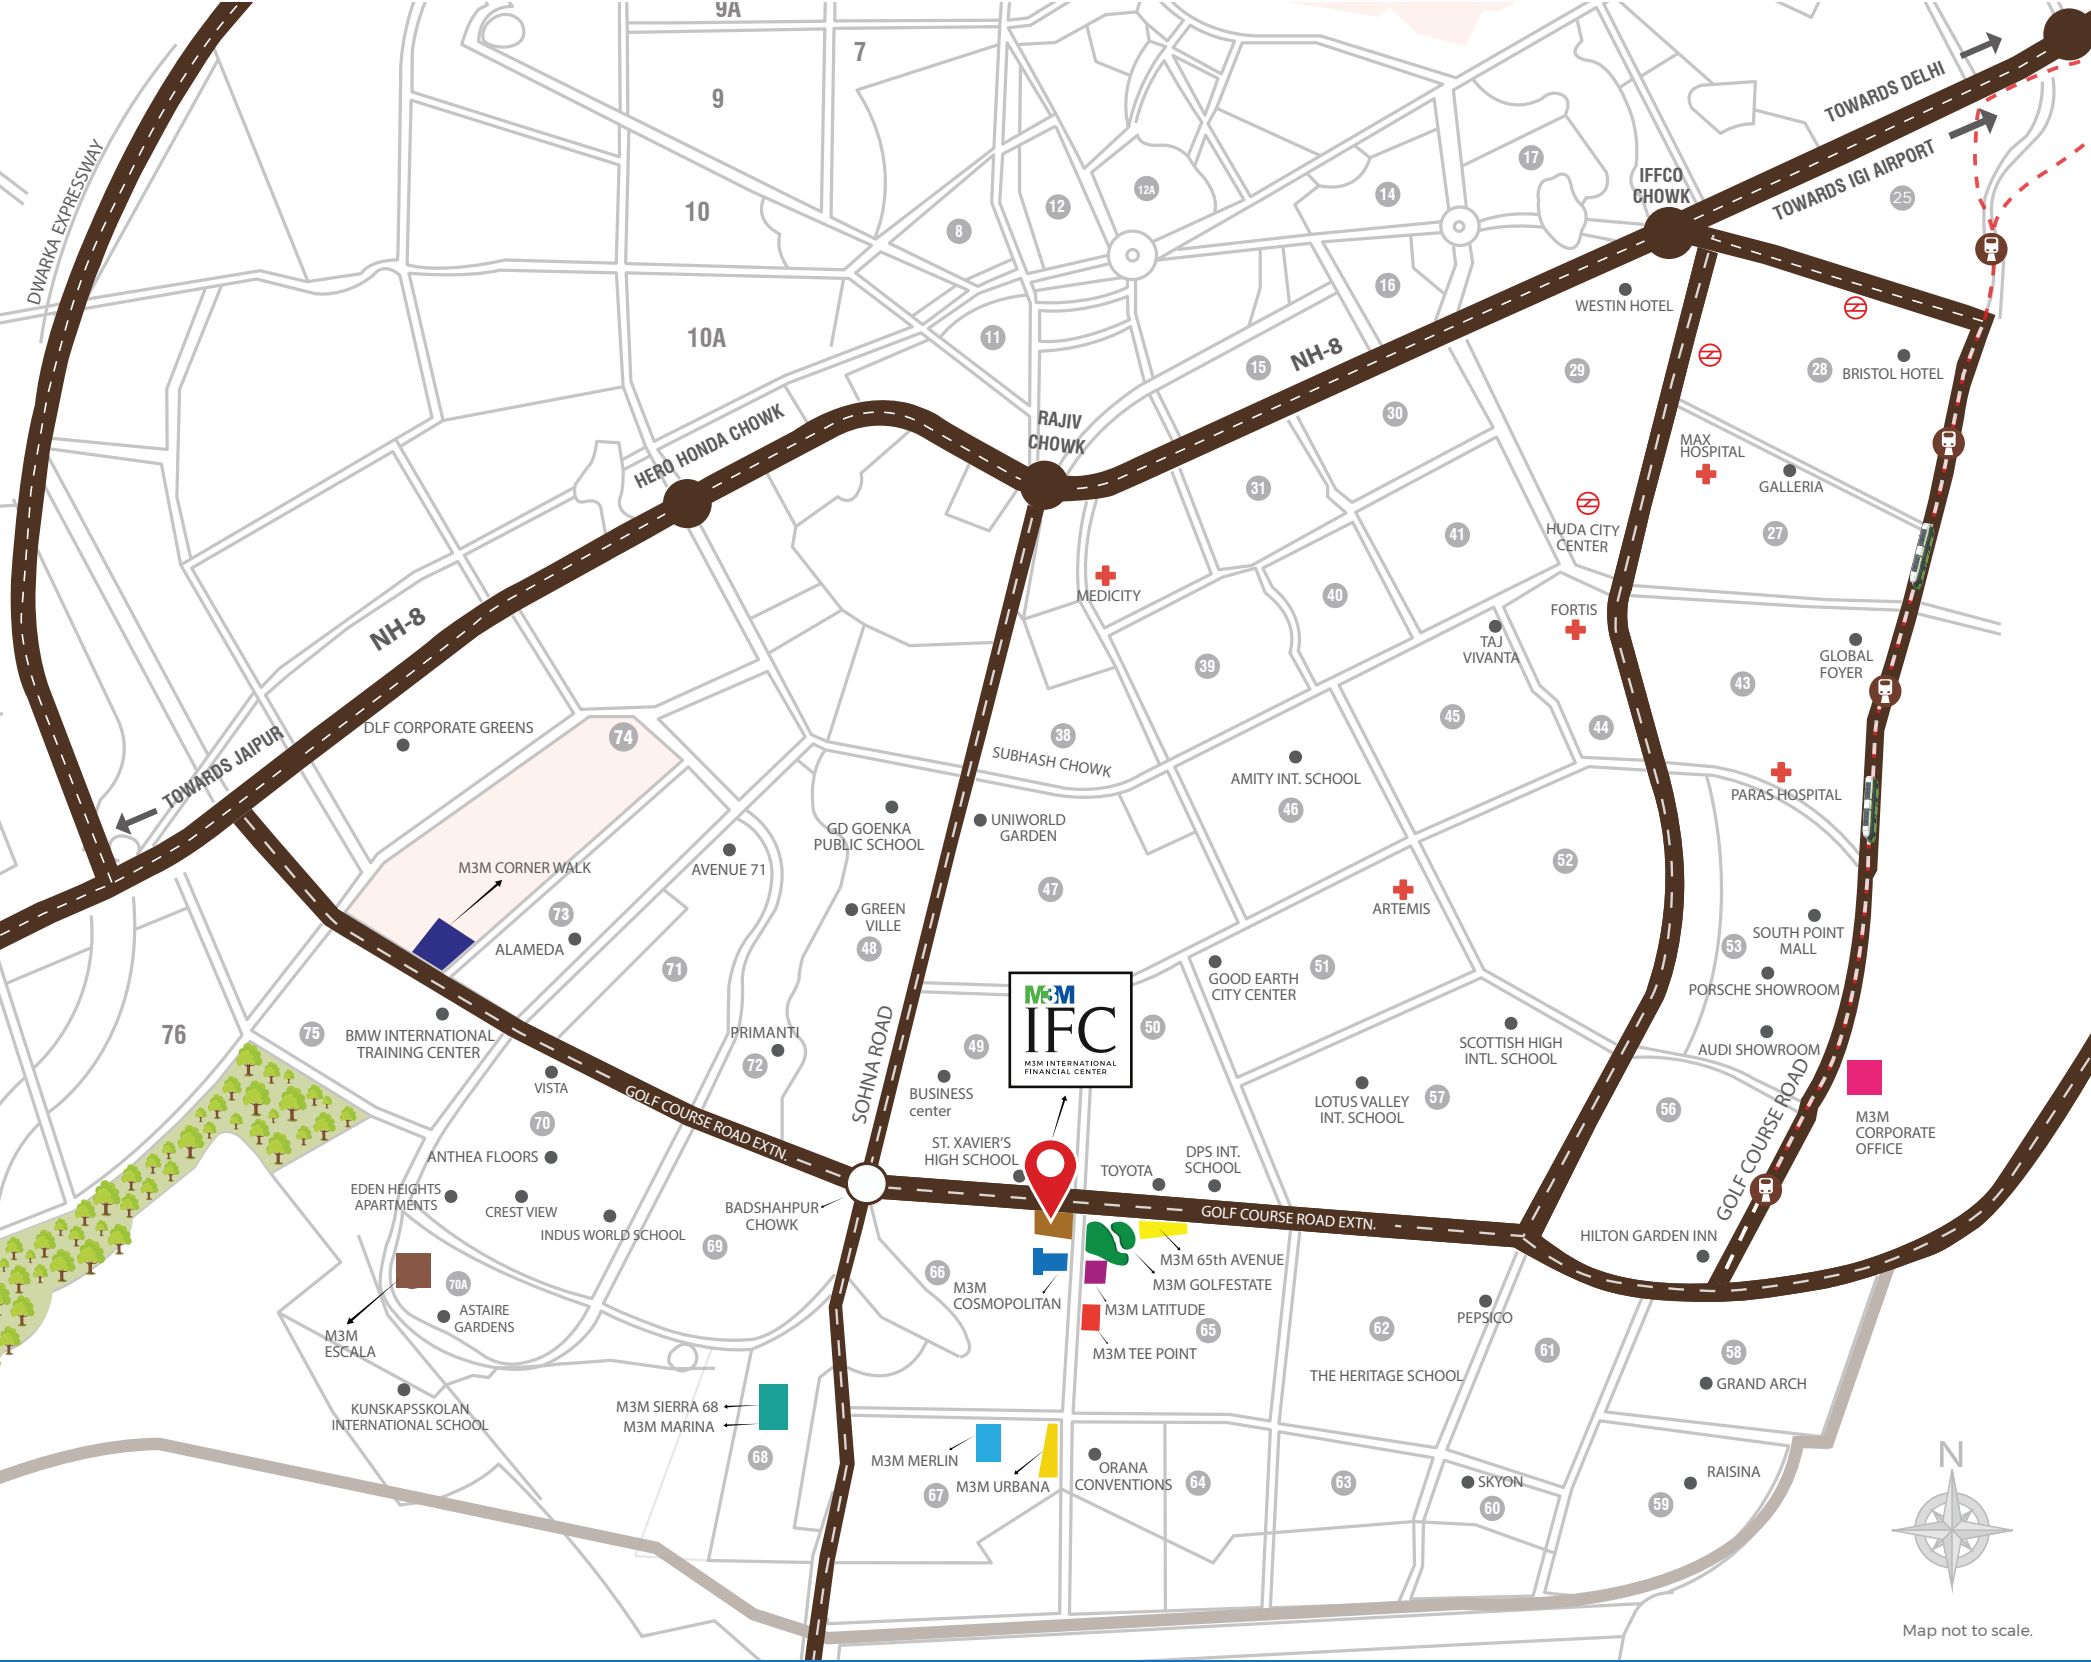 9A
7
9
TOWARDS DELHI
TOWARDS IGI AIRPORT
DWARKA EXPRESSWAY
17
12A
14
12
25
IFFCO
CHOWK
10
8
16
WESTIN HOTEL
10A
11
15
NH-8
29
28
BRISTOL HOTEL
30
HERO HONDA CHOWK
RAJIV
CHOWK
MAX
HOSPITAL
GALLERIA
31
41
HUDA CITY
CENTER
27
MEDICITY
40
FORTIS
NH-8
TAJ
VIVANTA
GLOBAL
FOYER
39
43
45
44
DLF CORPORATE GREENS
74
38
SUBHASH CHOWK
TOWARDS JAIPUR
AMITY INT. SCHOOL
46
PARAS HOSPITAL
GD GOENKA
PUBLIC SCHOOL
UNIWORLD
GARDEN
M3M CORNER WALK
AVENUE 71
52
47
ARTEMIS
73
GREEN
VILLE
48
ALAMEDA
SOUTH POINT
MALL
53
71
GOOD EARTH
CITY CENTER
51
PORSCHE SHOWROOM
M3M
IFC
M3M INTERNATIONAL
FINANCIAL CENTER
76
75
BMW INTERNATIONAL
TRAINING CENTER
PRIMANTI
72
SOHNA ROAD
49
50
SCOTTISH HIGH
INTL. SCHOOL
AUDI SHOWROOM
VISTA
BUSINESS
center
LOTUS VALLEY
INT. SCHOOL
57
56
GOLF COURSE ROAD
M3M
CORPORATE
OFFICE
GOLF COURSE ROAD EXTN.
70
ANTHEA FLOORS
ST. XAVIER'S
HIGH SCHOOL
TOYOTA
DPS INT.
SCHOOL
EDEN HEIGHTS
APARTMENTS
CREST VIEW
INDUS WORLD SCHOOL
BADSHAHPUR
CHOWK
GOLF COURSE ROAD EXTN.
HILTON GARDEN INN
69
M3M 65th AVENUE
70A
66
M3M
COSMOPOLITAN
M3M GOLFESTATE
M3M LATITUDE
ASTAIRE
GARDENS
65
62
PEPSICO
M3M
ESCALA
M3M TEE POINT
61
58
THE HERITAGE SCHOOL
GRAND ARCH
KUNSKAPSSKOLAN
INTERNATIONAL SCHOOL
M3M SIERRA 68
M3M MARINA
68
M3M MERLIN
M3M URBANA
67
ORANA
CONVENTIONS
64
63
SKYON
60
RAISINA
59
N
Map not to scale.